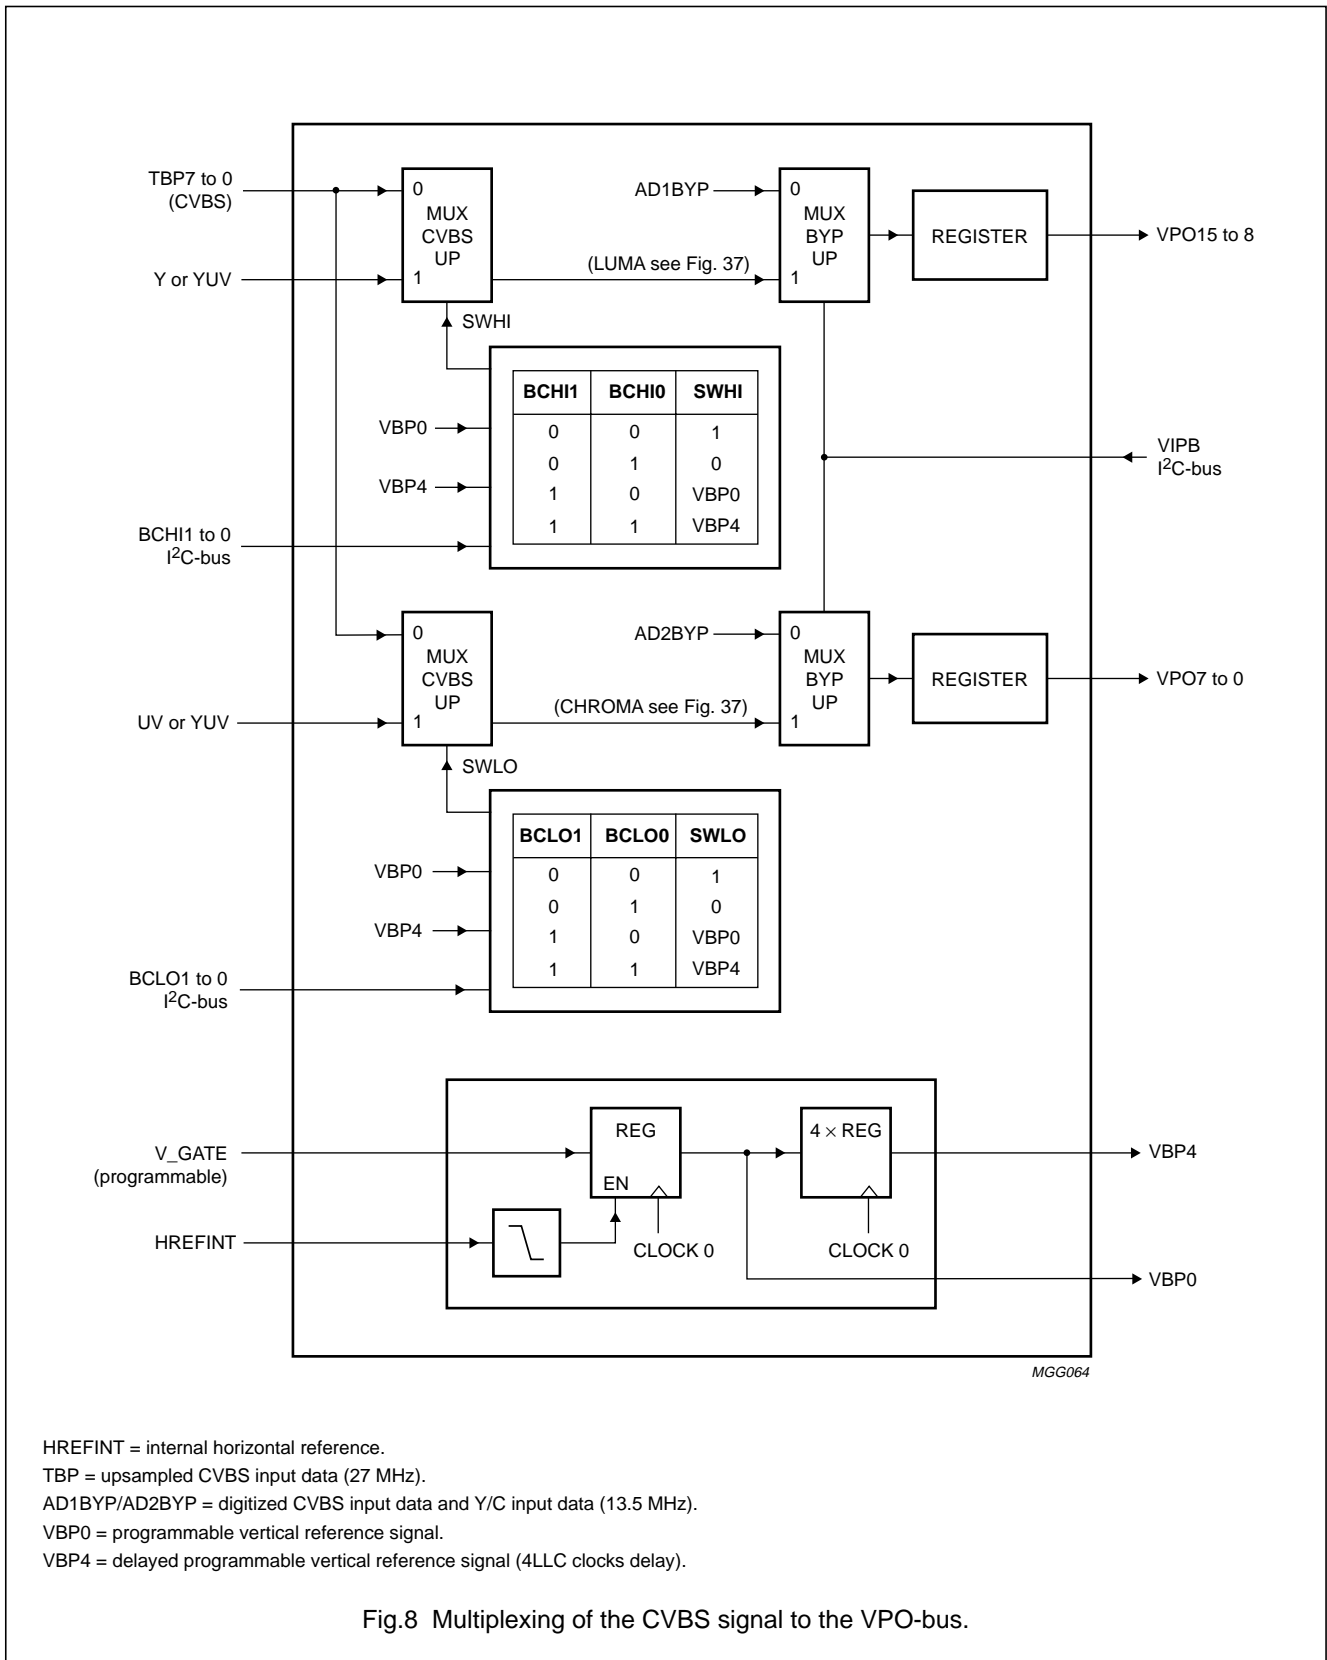 TBP7 to 0
(CVBS)
0
MUX
CVBS
UP
1
Y or YUV
SWHI
AD1BYP
(LUMA see Fig. 37)
0
MUX
BYP
UP
1
REGISTER
VPO15 to 8
BCHI1 BCHI0 SWHI
0 0 1
0 1 0
1 0 VBP0
1 1 VBP4
VBP0
VBP4
BCHI1 to 0
I2C-bus
VIPB
I2C-bus
0
MUX
CVBS
UP
1
UV or YUV
SWLO
AD2BYP
(CHROMA see Fig. 37)
0
MUX
BYP
UP
1
REGISTER
VPO7 to 0
BCLO1 BCLO0 SWLO
0 0 1
0 1 0
1 0 VBP0
1 1 VBP4
VBP0
VBP4
BCLO1 to 0
I2C-bus
V_GATE
(programmable)
HREFINT
REG
EN
CLOCK 0
4 × REG
CLOCK 0
VBP4
VBP0
MGG064
HREFINT = internal horizontal reference.
TBP = upsampled CVBS input data (27 MHz).
AD1BYP/AD2BYP = digitized CVBS input data and Y/C input data (13.5 MHz).
VBP0 = programmable vertical reference signal.
VBP4 = delayed programmable vertical reference signal (4LLC clocks delay).
Fig.8 Multiplexing of the CVBS signal to the VPO-bus.